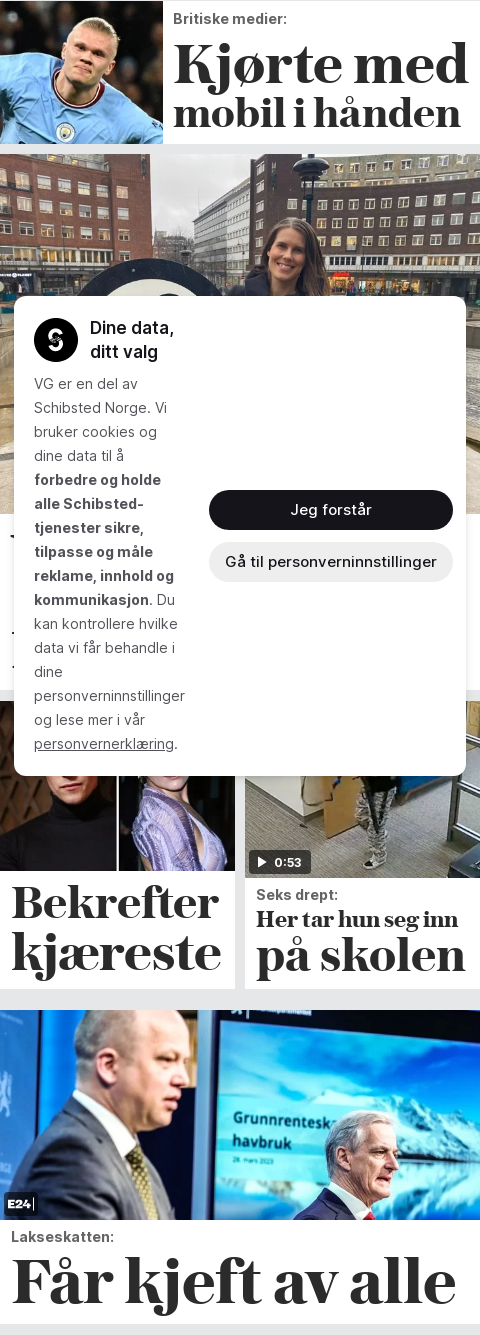 Britiske medier:
Kjørte med
mobil i hånden
Dine data,
ditt valg
VG er en del av
Schibsted Norge. Vi
bruker cookies og
dine data til å
forbedre og holde
alle Schibsted-
tjenester sikre,
tilpasse og måle
reklame, innhold og
kommunikasjon. Du
kan kontrollere hvilke
data vi får behandle i
dine
personverninnstillinger
og lese mer i vår
personvernerklæring.
Jeg forstår
Gå til personverninnstillinger
Bekrefter
kjæreste
0:53
Seks drept:
Her tar hun seg inn
på skolen
Grunnrenteska
havbruk
28. mars 2023
E24
Lakseskatten:
Får kjeft av alle